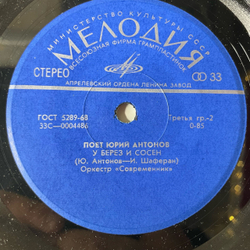 МИНИСТЕРСТВО КУЛЬТУРЫ СССР
МЕЛОДИЯ
ВСЕСОЮЗНАЯ ФИРМА ГРАМПЛАСТИНОК
СТЕРЕО
33
АПРЕЛЕВСКИЙ ОРДЕНА ЛЕНИНА ЗАВОД
ГОСТ 5289-68
Третья гр.-2
33С-0004486
0-85
ПОЕТ ЮРИЙ АНТОНОВ
У БЕРЕЗ И СОСЕН
(Ю. Антонов—И. Шаферан)
Оркестр «Современник»